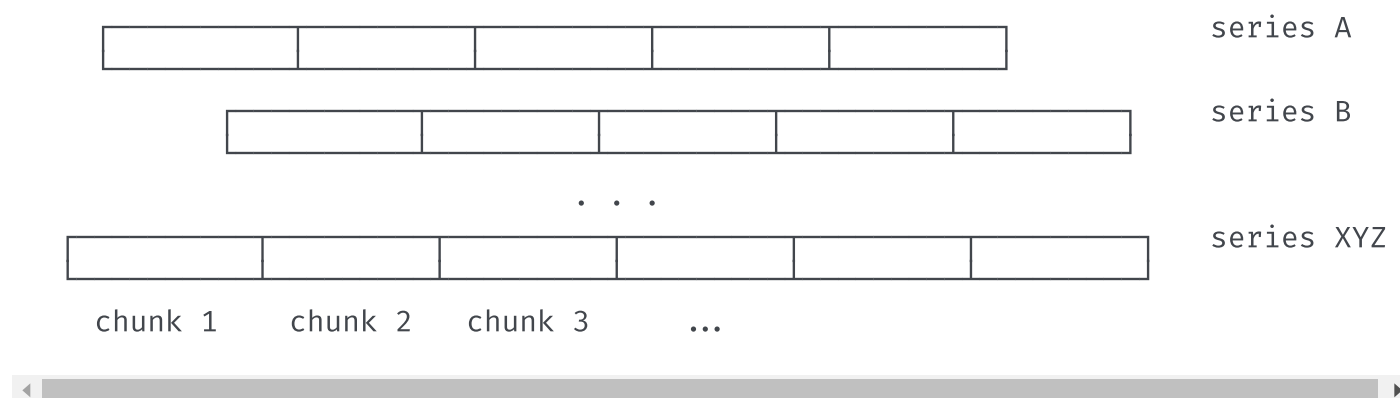 series A
series B
. . .
series XYZ
chunk 1 chunk 2 chunk 3 ...